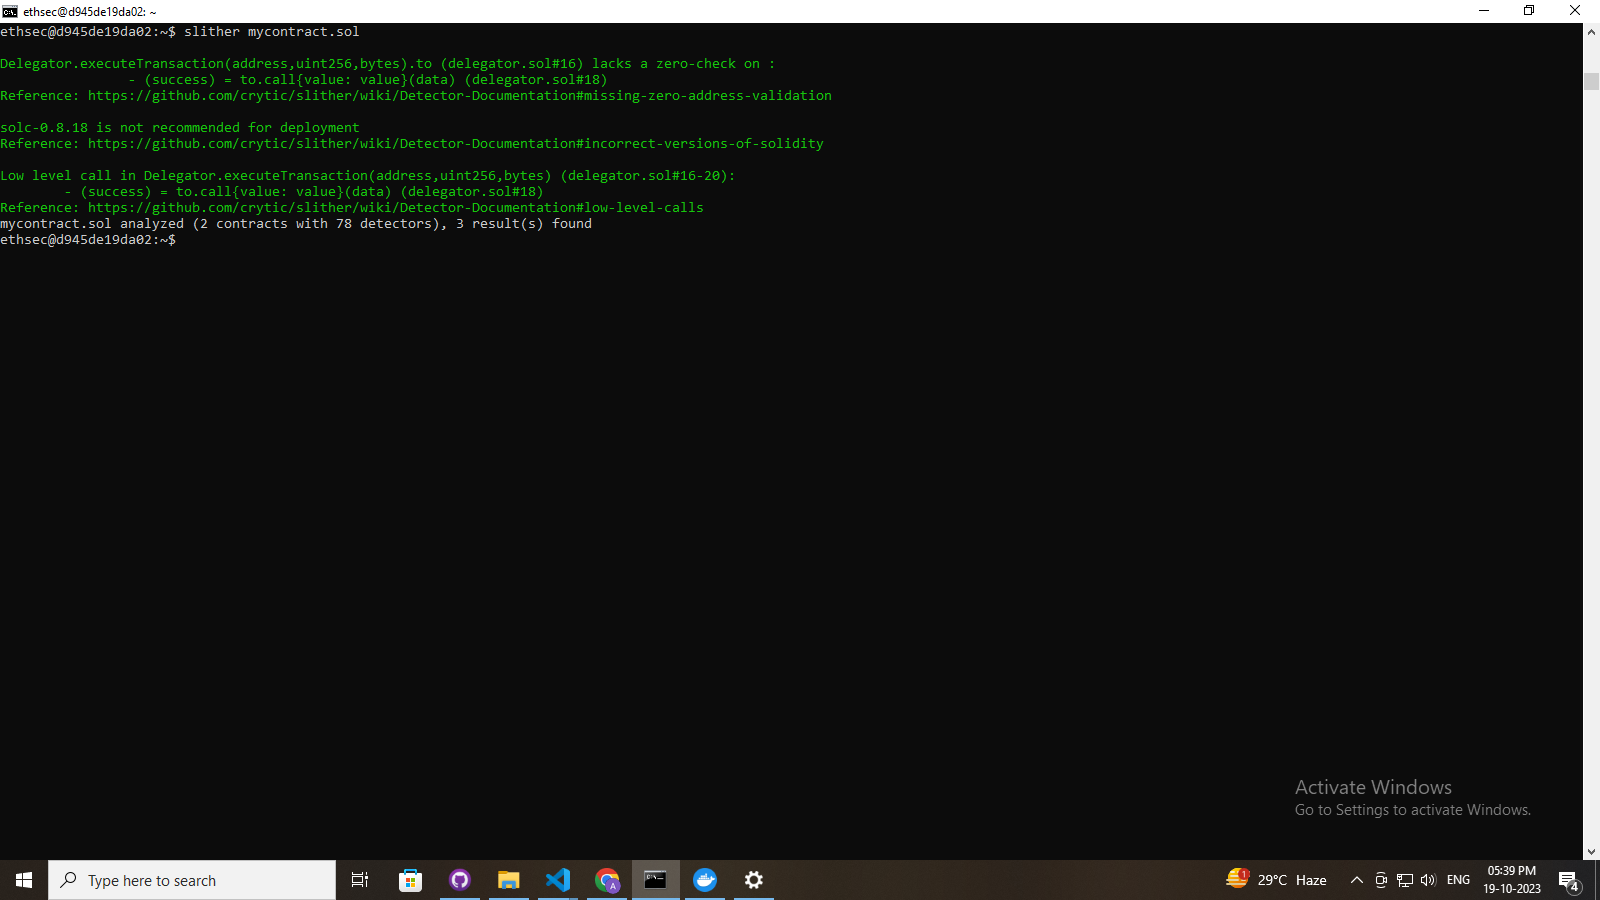 ethsec@d945de19da02: ~
ethsec@d945de19da02:~$ slither mycontract.sol
Delegator.executeTransaction(address,uint256,bytes).to (delegator.sol#16) lacks a zero-check on :
- (success) = to.call{value: value}(data) (delegator.sol#18)
Reference: https://github.com/crytic/slither/wiki/Detector-Documentation#missing-zero-address-validation
solc-0.8.18 is not recommended for deployment
Reference: https://github.com/crytic/slither/wiki/Detector-Documentation#incorrect-versions-of-solidity
Low level call in Delegator.executeTransaction(address,uint256,bytes) (delegator.sol#16-20):
- (success) = to.call{value: value}(data) (delegator.sol#18)
Reference: https://github.com/crytic/slither/wiki/Detector-Documentation#low-level-calls
mycontract.sol analyzed (2 contracts with 78 detectors), 3 result(s) found
ethsec@d945de19da02:~$
Activate Windows
Go to Settings to activate Windows.
Type here to search
A
1
29°C Haze
ENG
05:39 PM
19-10-2023
4